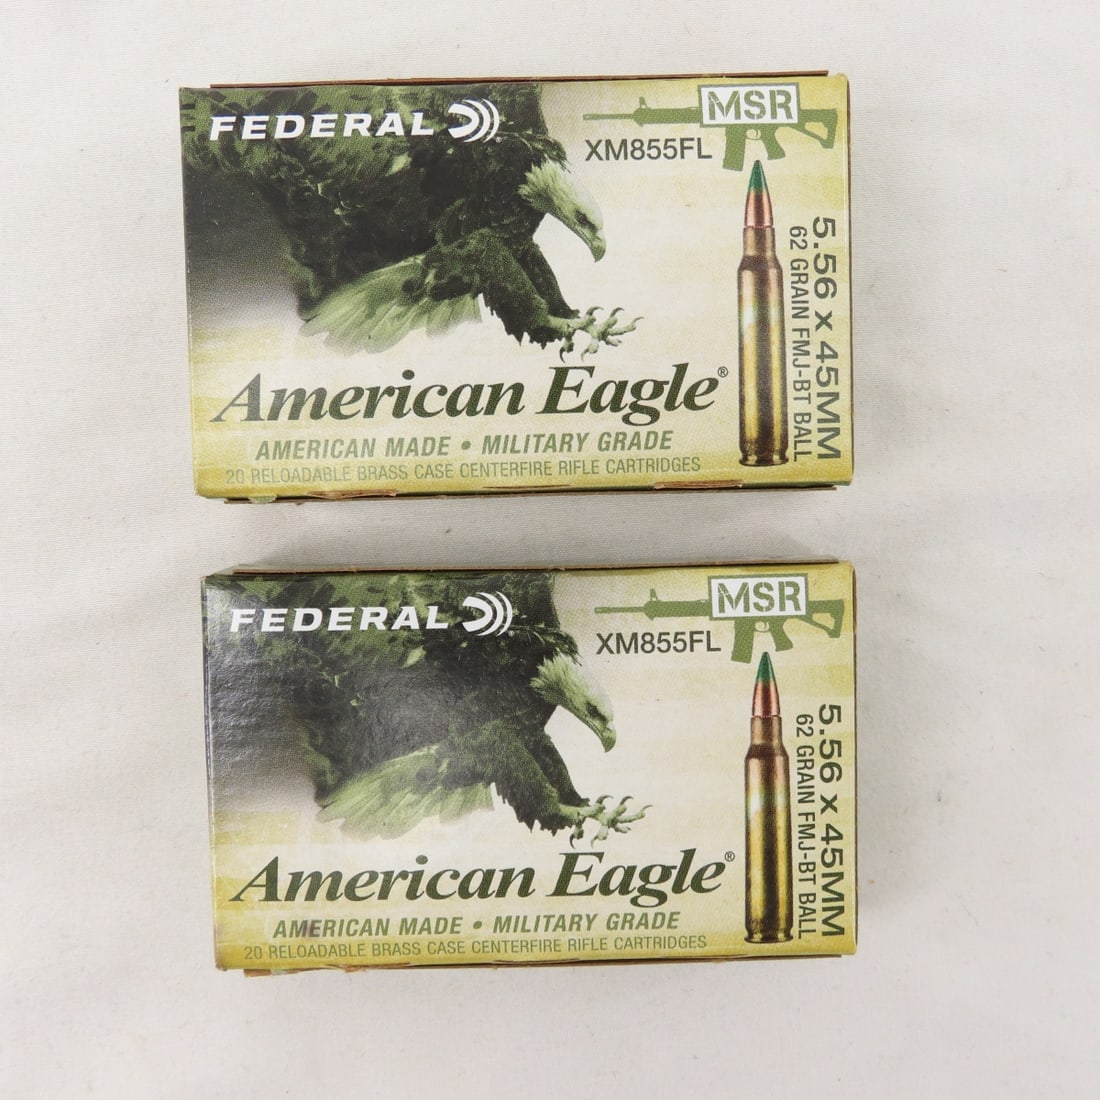 FEDERAL
MSR
XM855FL
5.56 x 45MM
62 GRAIN FMJ-BT BALL
American Eagle®
AMERICAN MADE • MILITARY GRADE
20 RELOADABLE BRASS CASE CENTERFIRE RIFLE CARTRIDGES
FEDERAL
MSR
XM855FL
5.56 x 45MM
62 GRAIN FMJ-BT BALL
American Eagle®
AMERICAN MADE • MILITARY GRADE
20 RELOADABLE BRASS CASE CENTERFIRE RIFLE CARTRIDGES